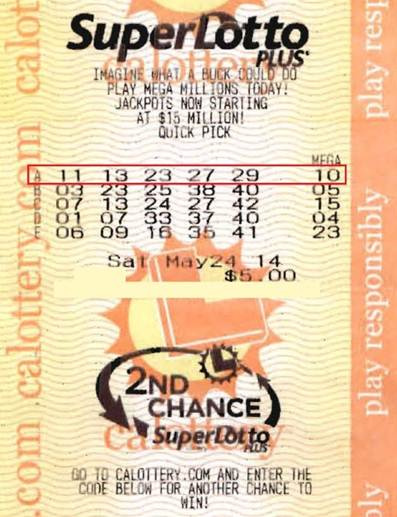 SuperLotto
PLUS
IMAGINE WHAT A BUCK COULD DO
PLAY MEGA MILLIONS TODAY!
JACKPOTS NOW STARTING
AT $15 MILLION!
QUICK PICK
MEGA
A 11 13 23 27 29 10
B 03 23 25 38 40 05
C 07 13 24 27 42 15
D 01 07 33 37 40 04
E 06 09 16 35 41 23
Sat May24 14
$5.00
2ND
CHANCE
SuperLotto
PLUS
calottery
GO TO CALOTTERY.COM AND ENTER THE
CODE BELOW FOR ANOTHER CHANCE TO
WIN!
.com calottery.com calott
play responsibly play resp